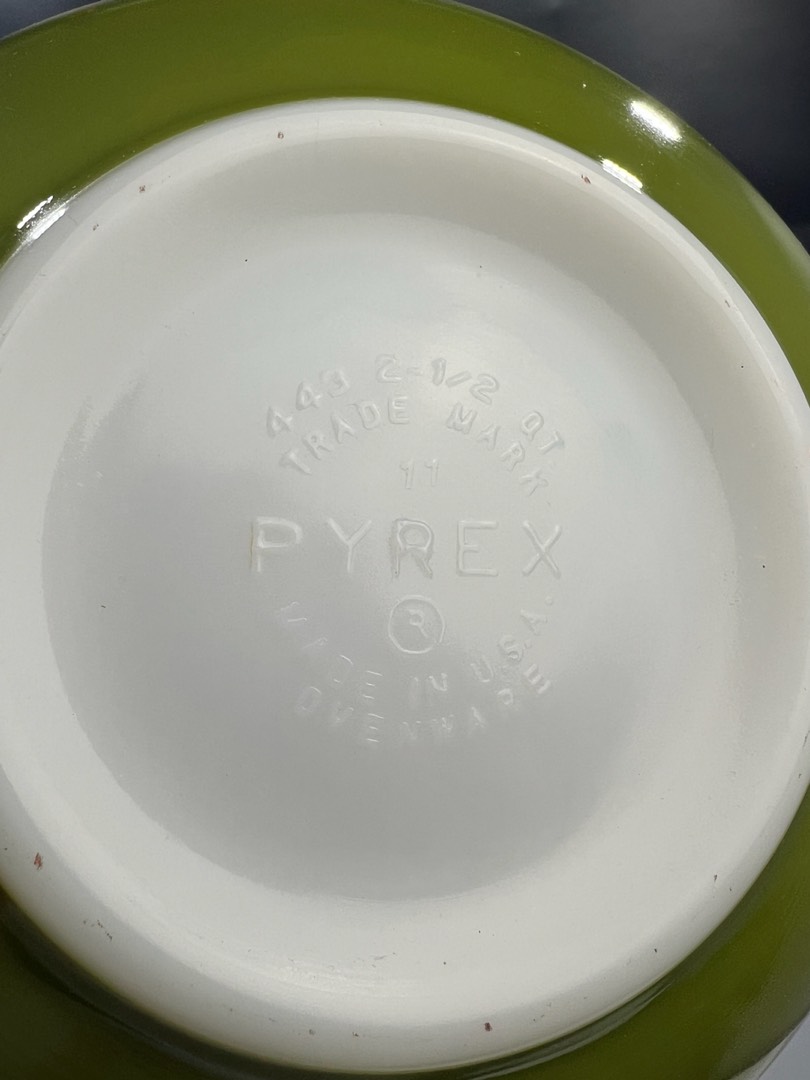 443 2-1/2 QT
TRADE MARK
11
PYREX
®
MADE IN U.S.A.
OVENWARE